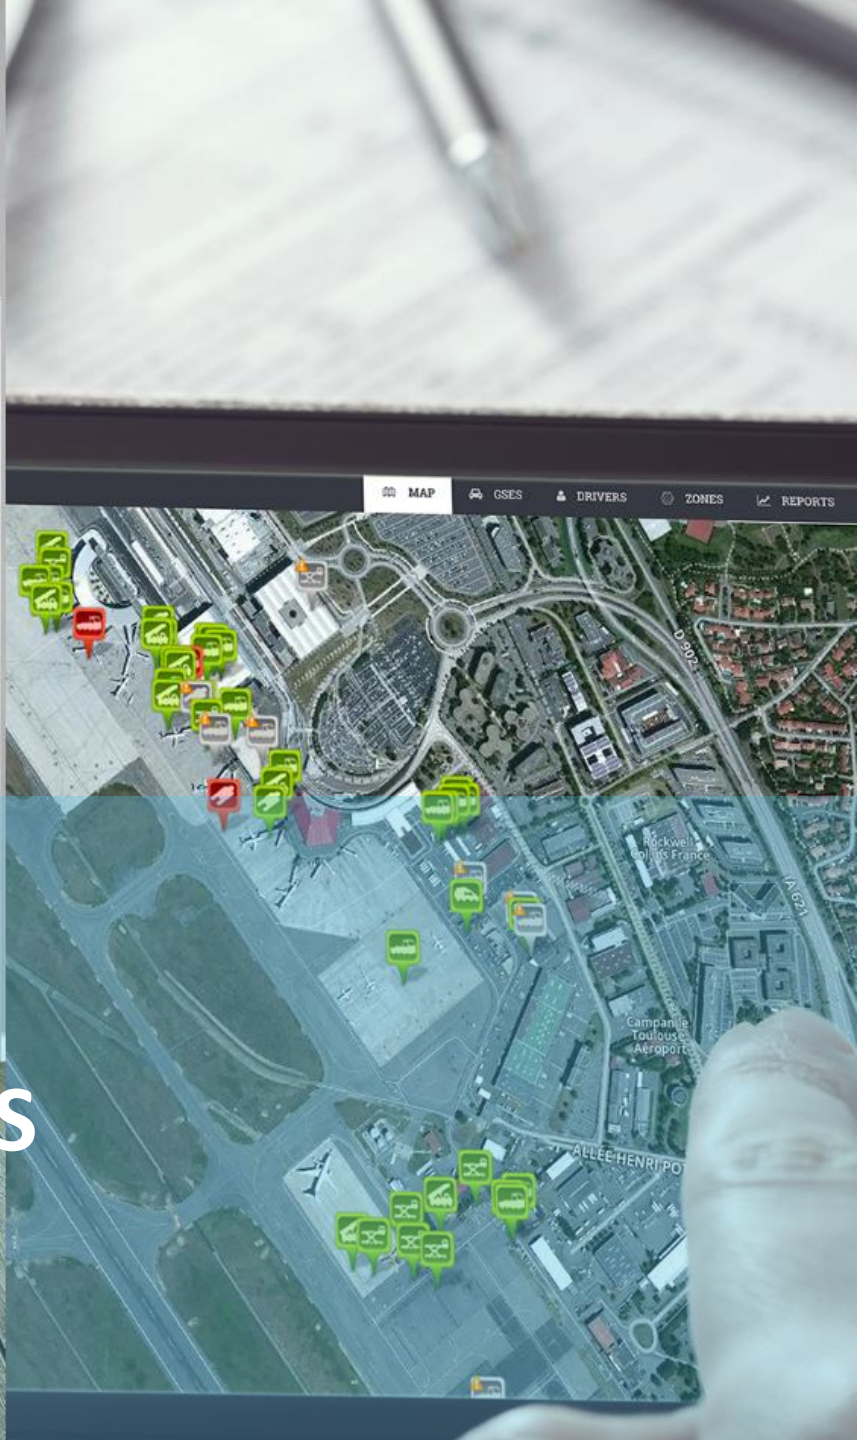 MAP GSES DRIVERS ZONES REPORTS
D 902
Rockwell
Collins France
A 621
Campanile
Toulouse
Aéroport
S
ALLÉE HENRI PO